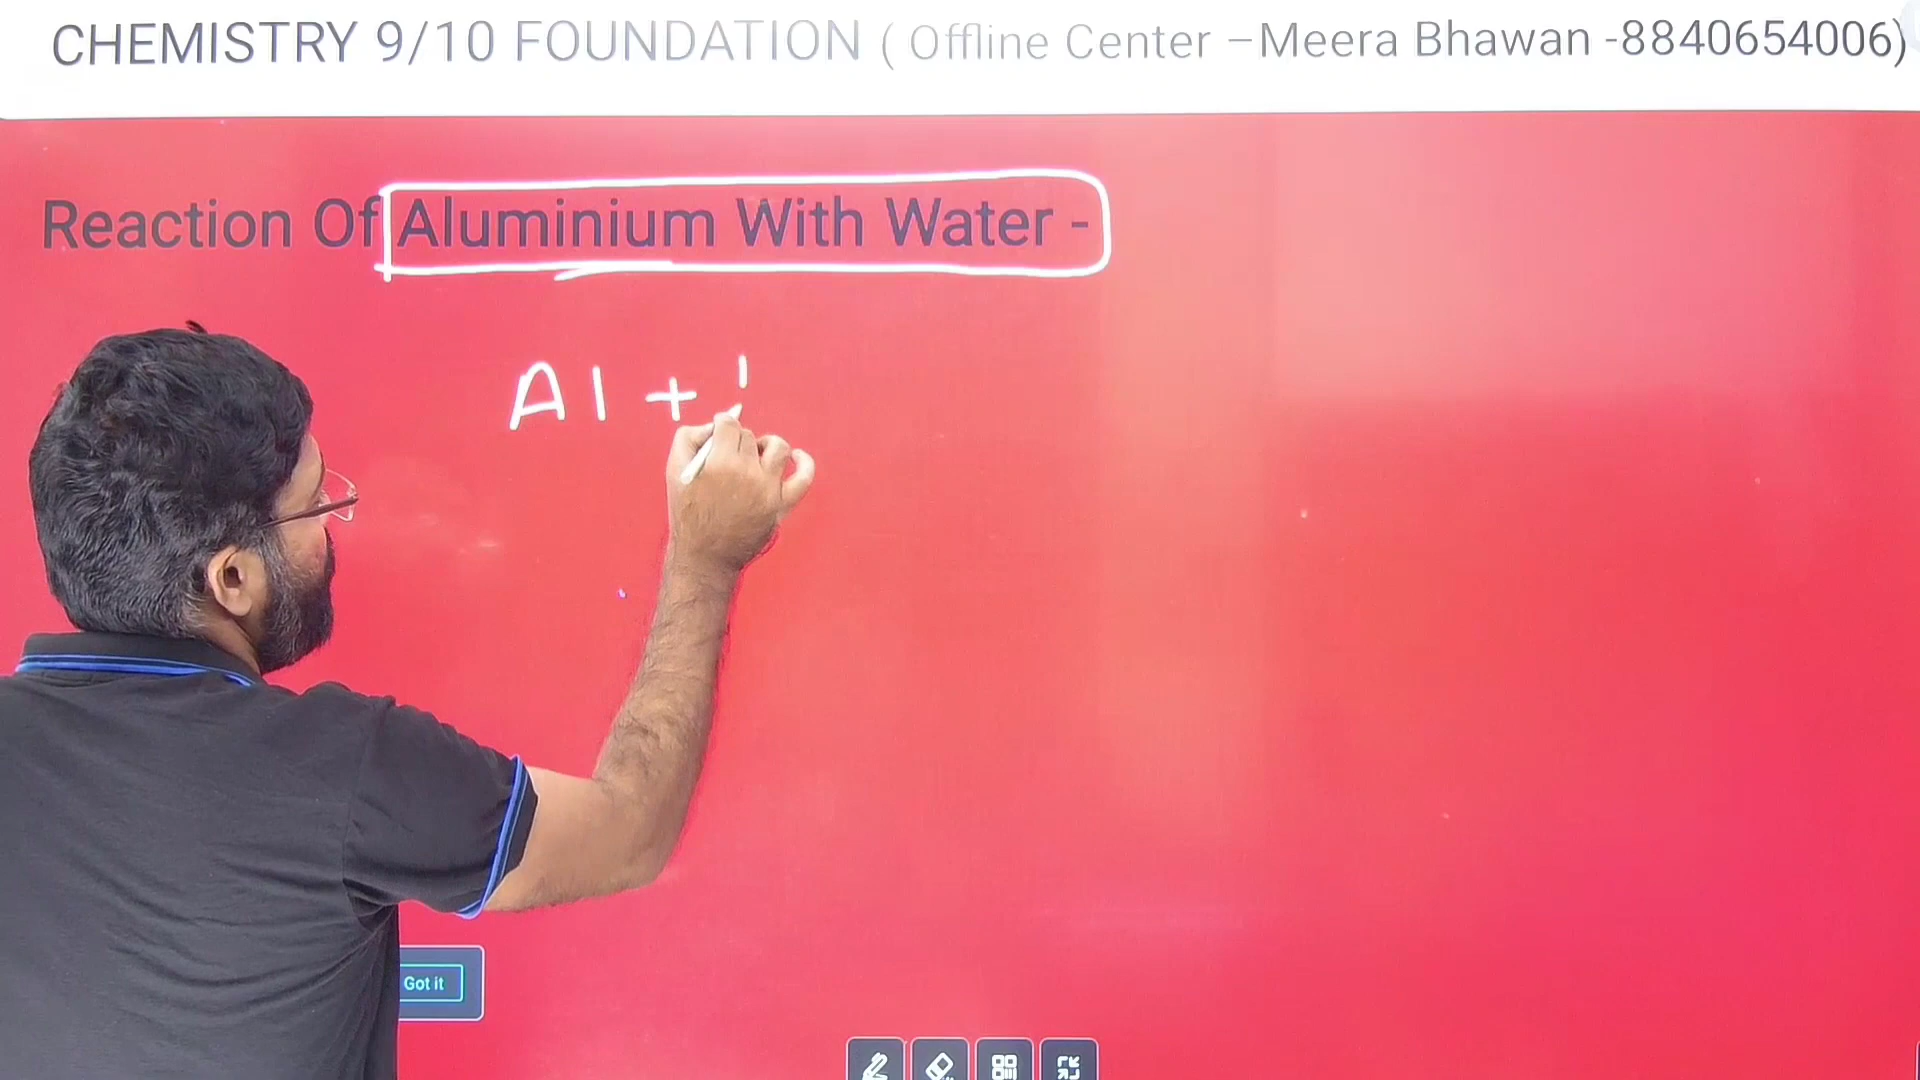 CHEMISTRY 9/10 FOUNDATION ( Offline Center –Meera Bhawan -8840654006)
Reaction Of Aluminium With Water -
Al +
Got it